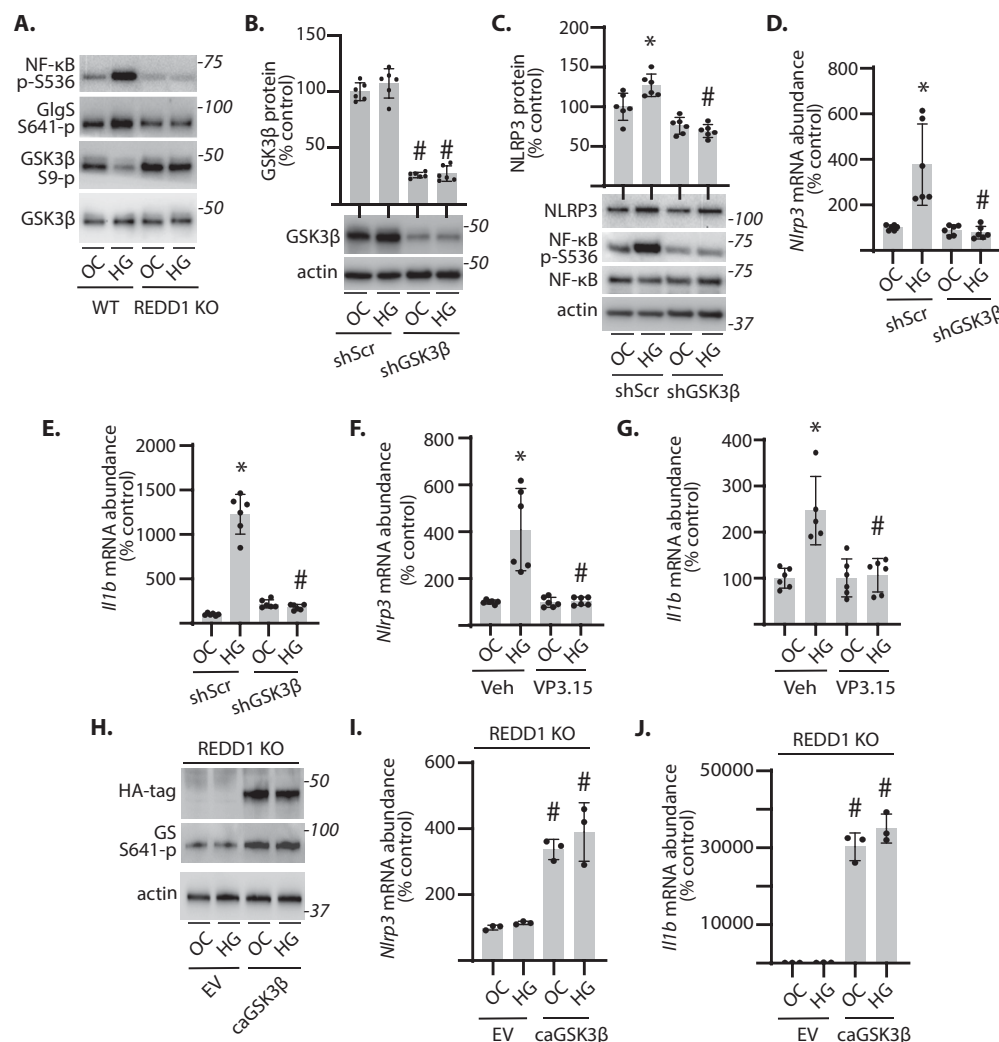 A.
NF-κB
p-S536
-75
GlgS
S641-p
-100
GSK3β
S9-p
-50
GSK3β
-50
OC HG OC HG
WT REDD1 KO
B.
GSK3β protein
(% control)
150
100
50
# #
GSK3β
-50
actin
-50
OC HG OC HG
shScr shGSK3β
C.
NLRP3 protein
(% control)
200
150
100
50
* #
NLRP3
-100
NF-κB
p-S536
-75
NF-κB
-75
actin
-37
OC HG OC HG
shScr shGSK3β
D.
Nlrp3 mRNA abundance
(% control)
800
600
400
200
* #
OC HG OC HG
shScr shGSK3β
E.
Il1b mRNA abundance
(% control)
2000
1500
1000
500
* #
OC HG OC HG
shScr shGSK3β
F.
Nlrp3 mRNA abundance
(% control)
800
600
400
200
* #
OC HG OC HG
Veh VP3.15
G.
Il1b mRNA abundance
(% control)
400
300
200
100
* #
OC HG OC HG
Veh VP3.15
H.
REDD1 KO
HA-tag
-50
GS
S641-p
-100
actin
-37
OC HG OC HG
EV caGSK3β
I.
REDD1 KO
Nlrp3 mRNA abundance
(% control)
600
400
200
# #
OC HG OC HG
EV caGSK3β
J.
REDD1 KO
Il1b mRNA abundance
(% control)
50000
30000
10000
# #
OC HG OC HG
EV caGSK3β